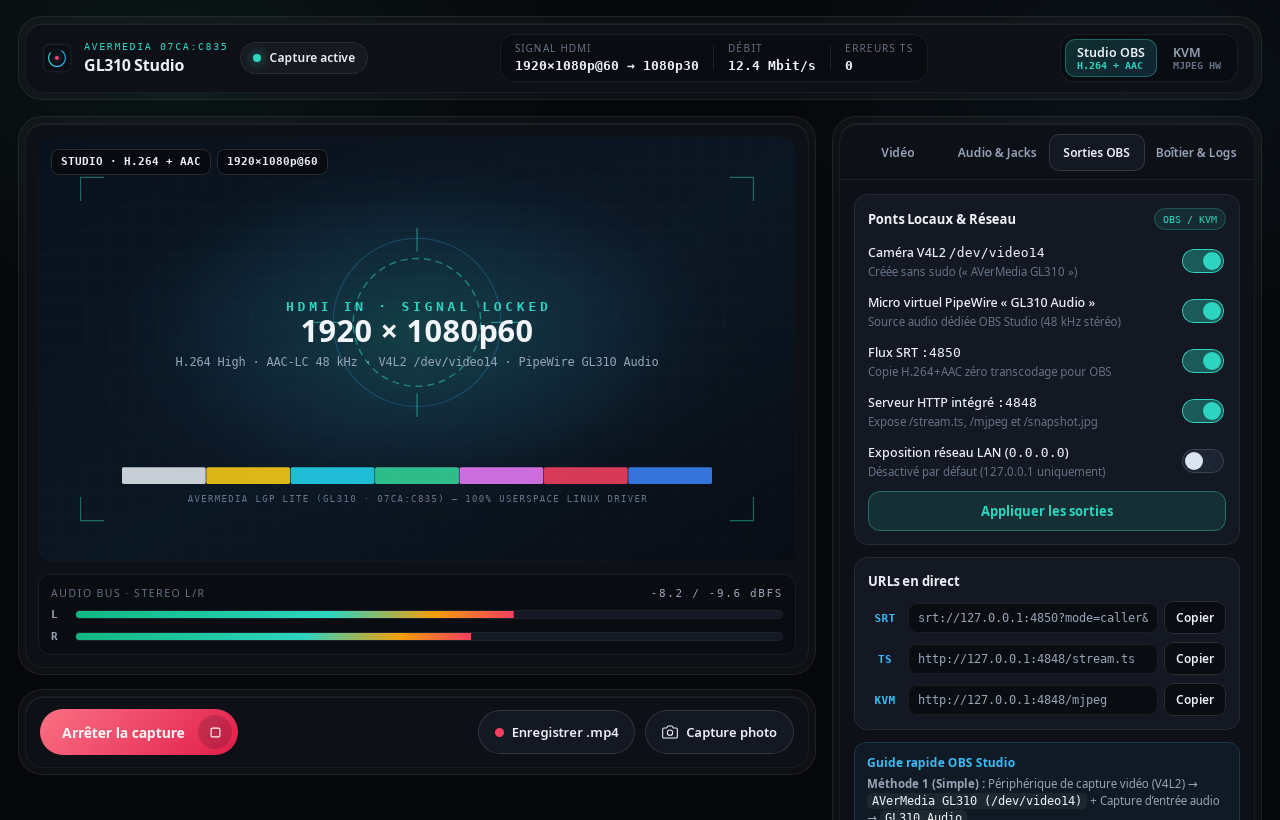 AVERMEDIA 07CA:C835
GL310 Studio
Capture active
SIGNAL HDMI
1920×1080p@60 → 1080p30
DÉBIT
12.4 Mbit/s
ERREURS TS
0
Studio OBS
H.264 + AAC
KVM
MJPEG HW
STUDIO · H.264 + AAC
1920×1080p@60
HDMI IN · SIGNAL LOCKED
1920 × 1080p60
H.264 High · AAC-LC 48 kHz · V4L2 /dev/video14 · PipeWire GL310 Audio
AVERMEDIA LGP LITE (GL310 · 07CA:C835) — 100% USERSPACE LINUX DRIVER
AUDIO BUS · STEREO L/R
-8.2 / -9.6 dBFS
L
R
Arrêter la capture
Enregistrer .mp4
Capture photo
Vidéo
Audio & Jacks
Sorties OBS
Boîtier & Logs
Ponts Locaux & Réseau
OBS / KVM
Caméra V4L2 /dev/video14
Créée sans sudo (« AVerMedia GL310 »)
Micro virtuel PipeWire « GL310 Audio »
Source audio dédiée OBS Studio (48 kHz stéréo)
Flux SRT :4850
Copie H.264+AAC zéro transcodage pour OBS
Serveur HTTP intégré :4848
Expose /stream.ts, /mjpeg et /snapshot.jpg
Exposition réseau LAN (0.0.0.0)
Désactivé par défaut (127.0.0.1 uniquement)
Appliquer les sorties
URLs en direct
SRT
srt://127.0.0.1:4850?mode=caller&
Copier
TS
http://127.0.0.1:4848/stream.ts
Copier
KVM
http://127.0.0.1:4848/mjpeg
Copier
Guide rapide OBS Studio
Méthode 1 (Simple) : Périphérique de capture vidéo (V4L2) →
AVerMedia GL310 (/dev/video14) + Capture d'entrée audio
→ GL310 Audio